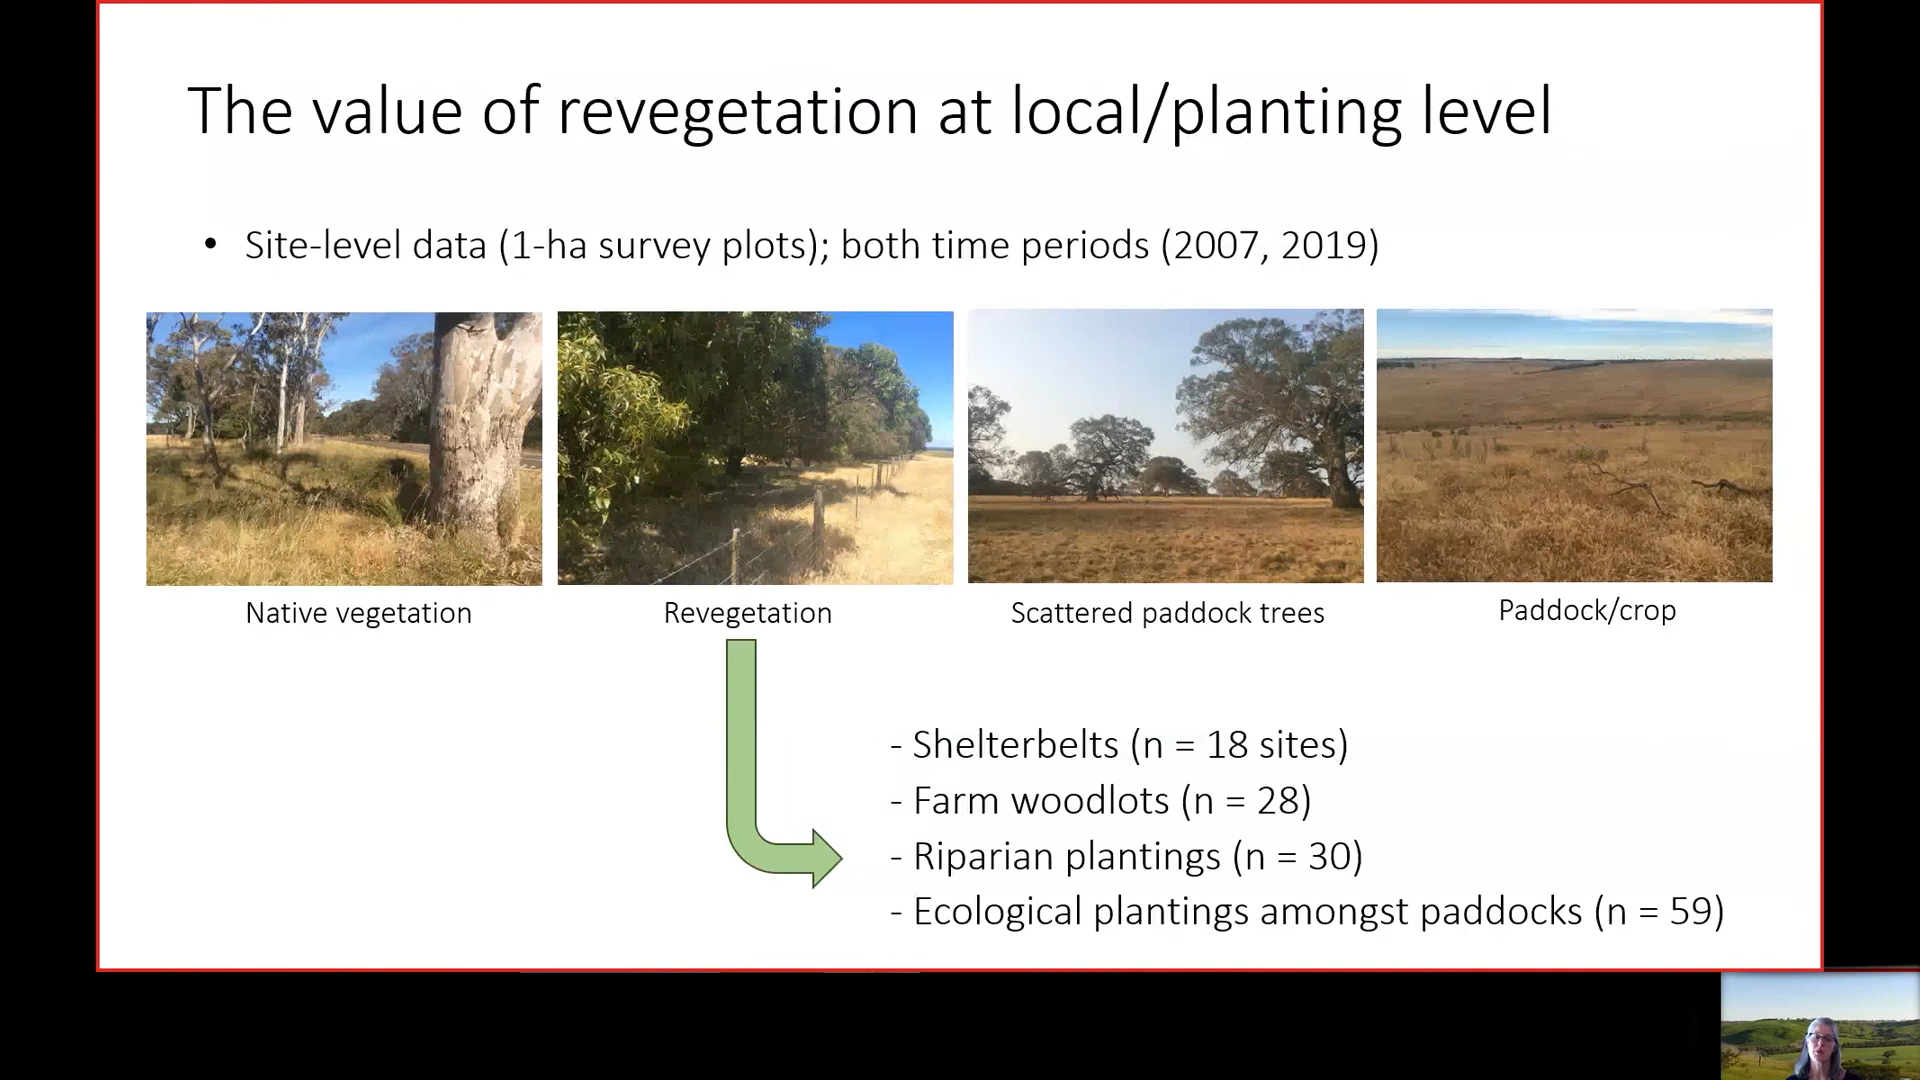 The value of revegetation at local/planting level
• Site-level data (1-ha survey plots); both time periods (2007, 2019)
Native vegetation
Revegetation
Scattered paddock trees
Paddock/crop
- Shelterbelts (n = 18 sites)
- Farm woodlots (n = 28)
- Riparian plantings (n = 30)
- Ecological plantings amongst paddocks (n = 59)